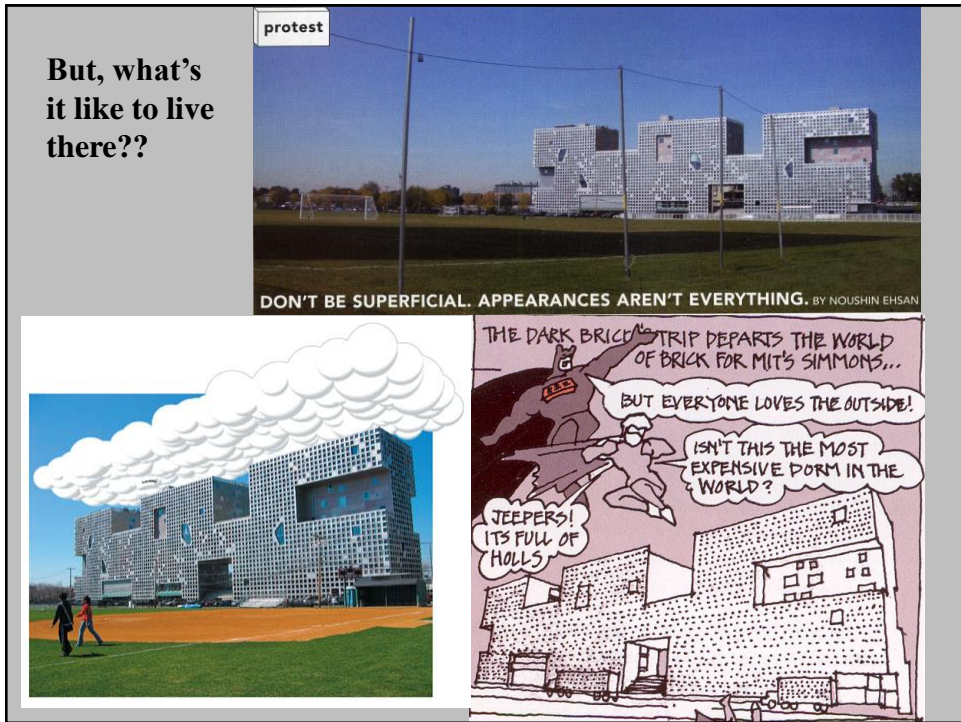 But, what's
it like to live
there??
protest
DON'T BE SUPERFICIAL. APPEARANCES AREN'T EVERYTHING. BY NOUSHIN EHSAN
THE DARK BRICK STRIP DEPARTS THE WORLD
OF BRICK FOR MIT'S SIMMONS...
BUT EVERYONE LOVES THE OUTSIDE!
ISN'T THIS THE MOST
EXPENSIVE DORM IN THE
WORLD?
JEEPERS!
ITS FULL OF
HOLLS